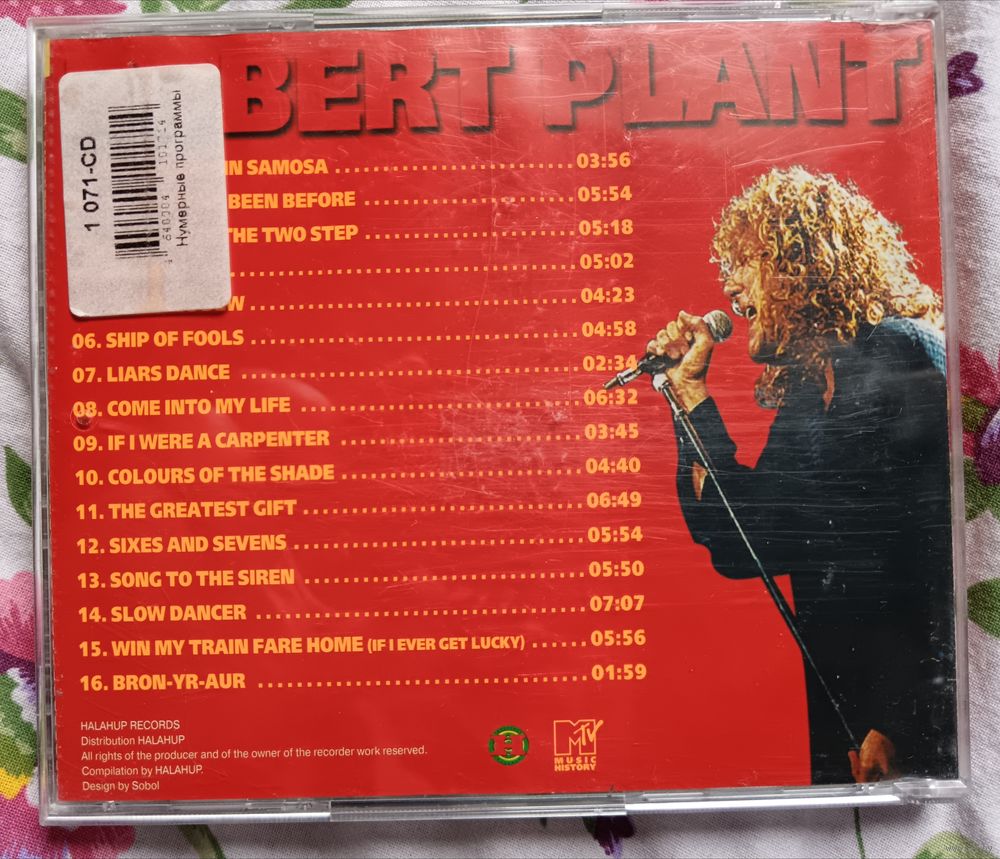 BERT PLANT
1 071-CD
Нумерные программы
IN SAMOSA 03:56
BEEN BEFORE 05:54
THE TWO STEP 05:18
05:02
W 04:23
06. SHIP OF FOOLS 04:58
07. LIARS DANCE 02:34
08. COME INTO MY LIFE 06:32
09. IF I WERE A CARPENTER 03:45
10. COLOURS OF THE SHADE 04:40
11. THE GREATEST GIFT 06:49
12. SIXES AND SEVENS 05:54
13. SONG TO THE SIREN 05:50
14. SLOW DANCER 07:07
15. WIN MY TRAIN FARE HOME (IF I EVER GET LUCKY) 05:56
16. BRON-YR-AUR 01:59
HALAHUP RECORDS
Distribution HALAHUP
All rights of the producer and of the owner of the recorder work reserved.
Compilation by HALAHUP.
Design by Sobol
MTV
MUSIC
HISTORY